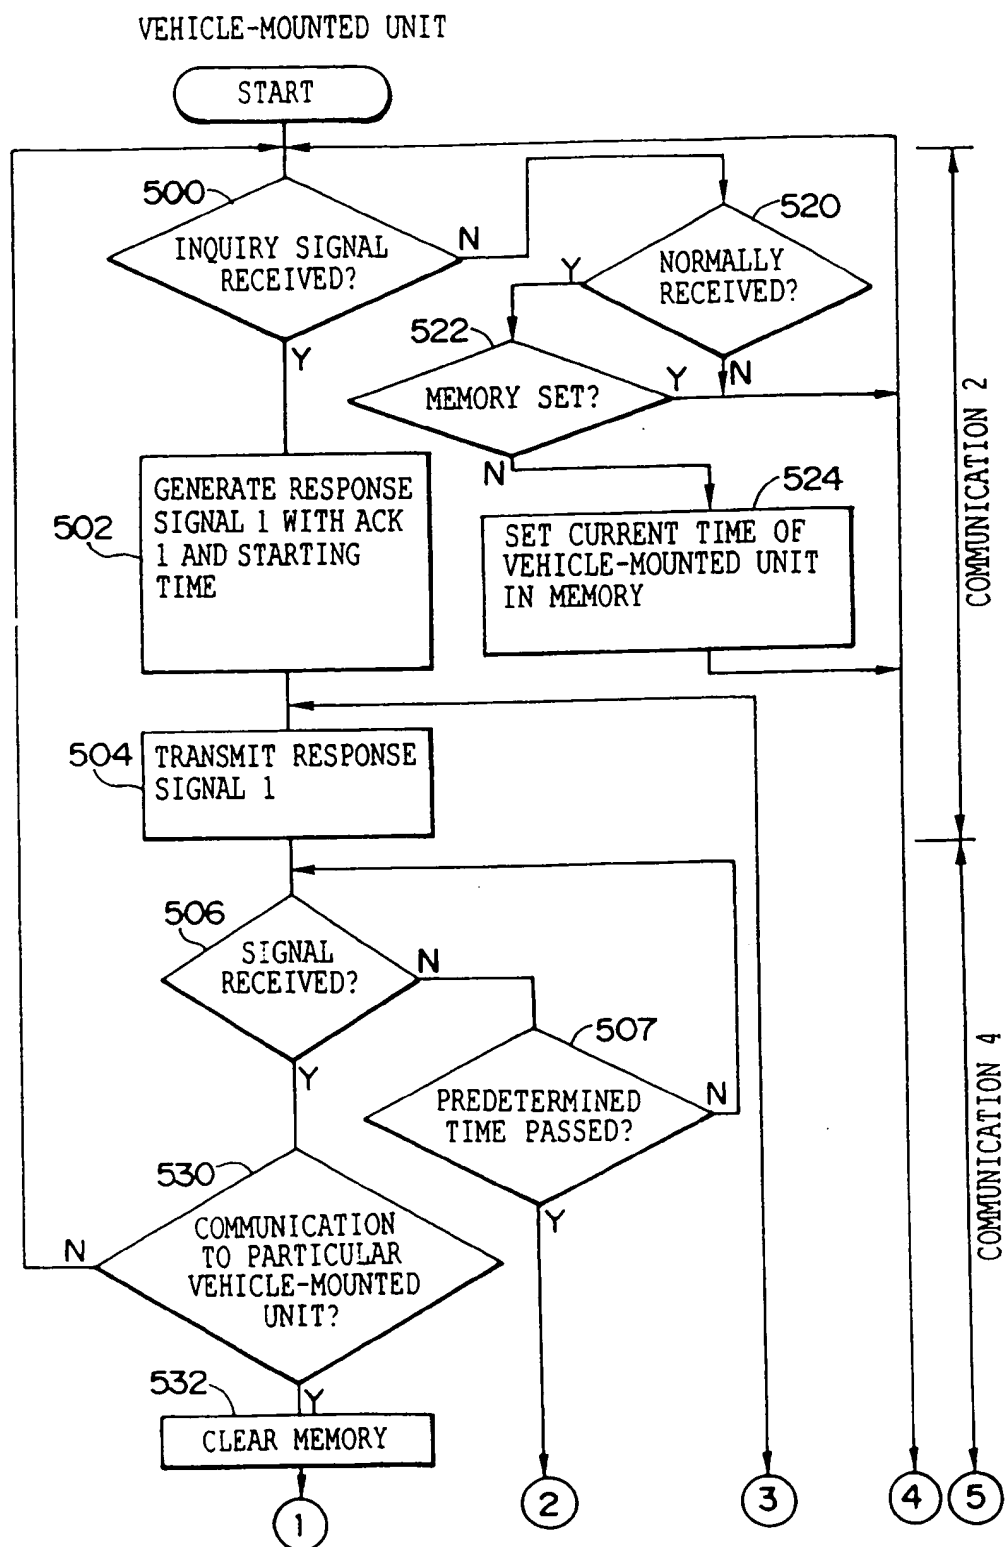 VEHICLE-MOUNTED UNIT
START
500
INQUIRY SIGNAL
RECEIVED?
N
Y
520
NORMALLY
RECEIVED?
Y
N
522
MEMORY SET?
Y
N
502
GENERATE RESPONSE
SIGNAL 1 WITH ACK
1 AND STARTING
TIME
524
SET CURRENT TIME OF
VEHICLE-MOUNTED UNIT
IN MEMORY
COMMUNICATION 2
504
TRANSMIT RESPONSE
SIGNAL 1
506
SIGNAL
RECEIVED?
N
Y
507
PREDETERMINED
TIME PASSED?
N
Y
530
COMMUNICATION
TO PARTICULAR
VEHICLE-MOUNTED
UNIT?
N
Y
COMMUNICATION 4
532
CLEAR MEMORY
1
2
3
4
5